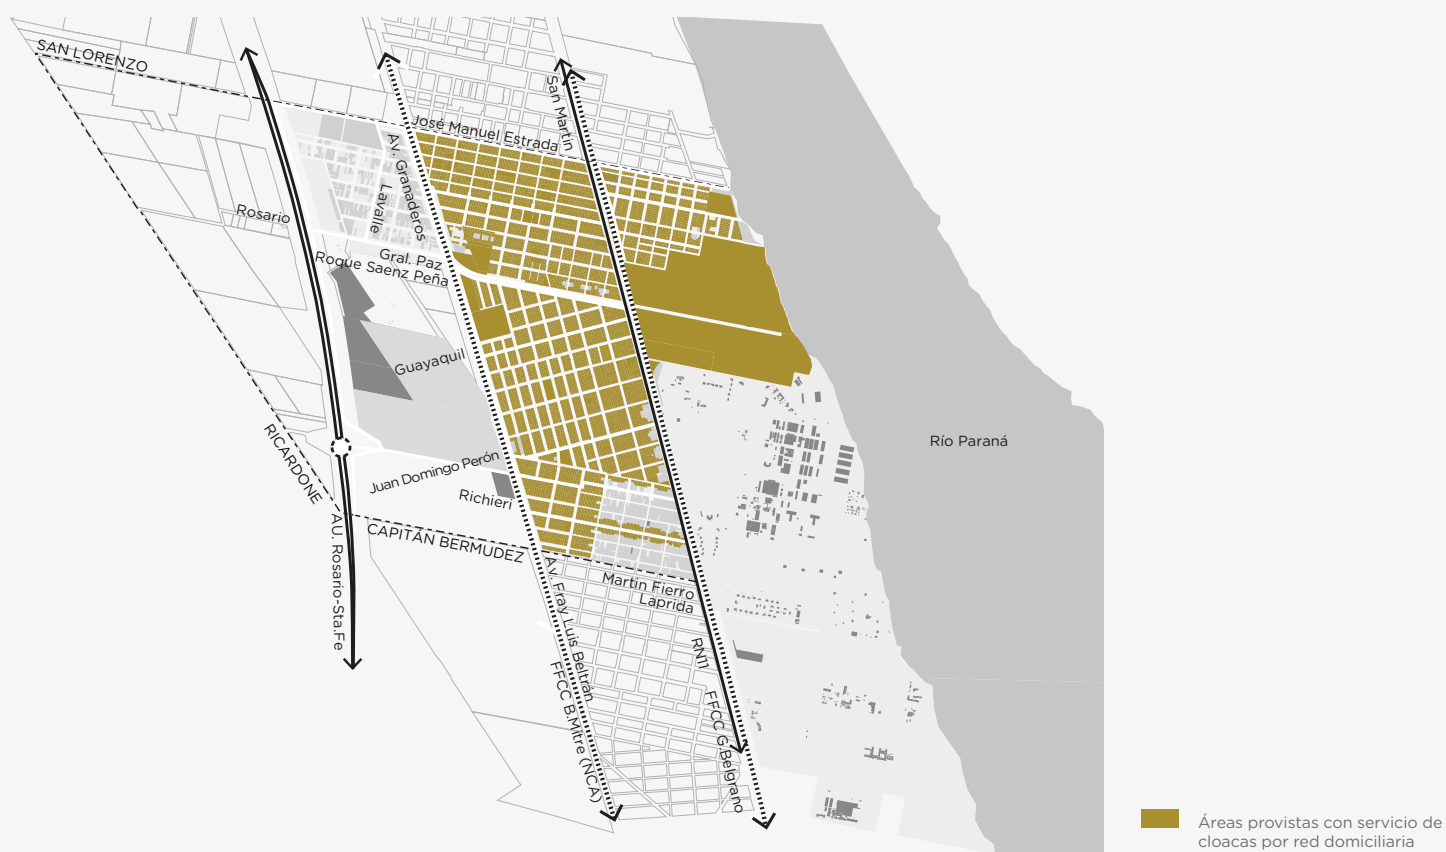 SAN LORENZO
San Martín
José Manuel Estrada
Av. Granaderos
Lavalle
Rosario
Gral. Paz
Roque Saenz Peña
Guayaquil
Río Paraná
RICARDONE
Juan Domingo Perón
Richieri
AU. Rosario-Sta.Fe
CAPITÁN BERMUDEZ
Martín Fierro
Laprida
Av. Fray Luis Beltrán
FFCC B.Mitre (NCA)
RN11
FFCC G.Belgrano
Áreas provistas con servicio de
cloacas por red domiciliaria